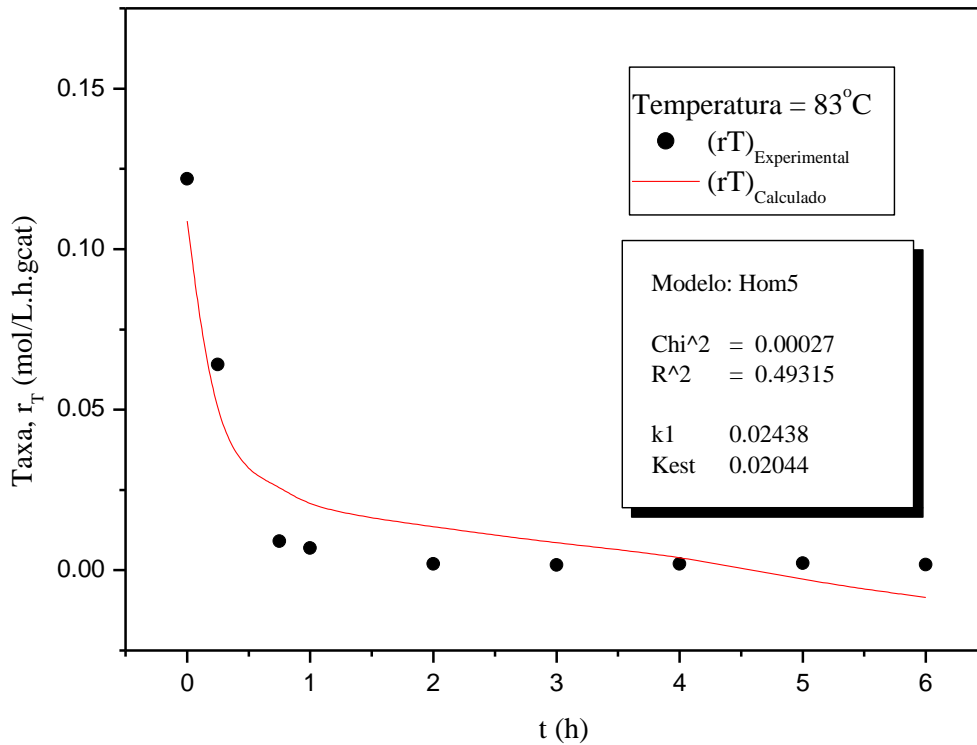 0.15
0.10
0.05
0.00
Taxa, r_T (mol/L.h.gcat)
0 1 2 3 4 5 6
t (h)
Temperatura = 83°C
(rT)Experimental
(rT)Calculado
Modelo: Hom5
Chi^2 = 0.00027
R^2 = 0.49315
k1 0.02438
Kest 0.02044